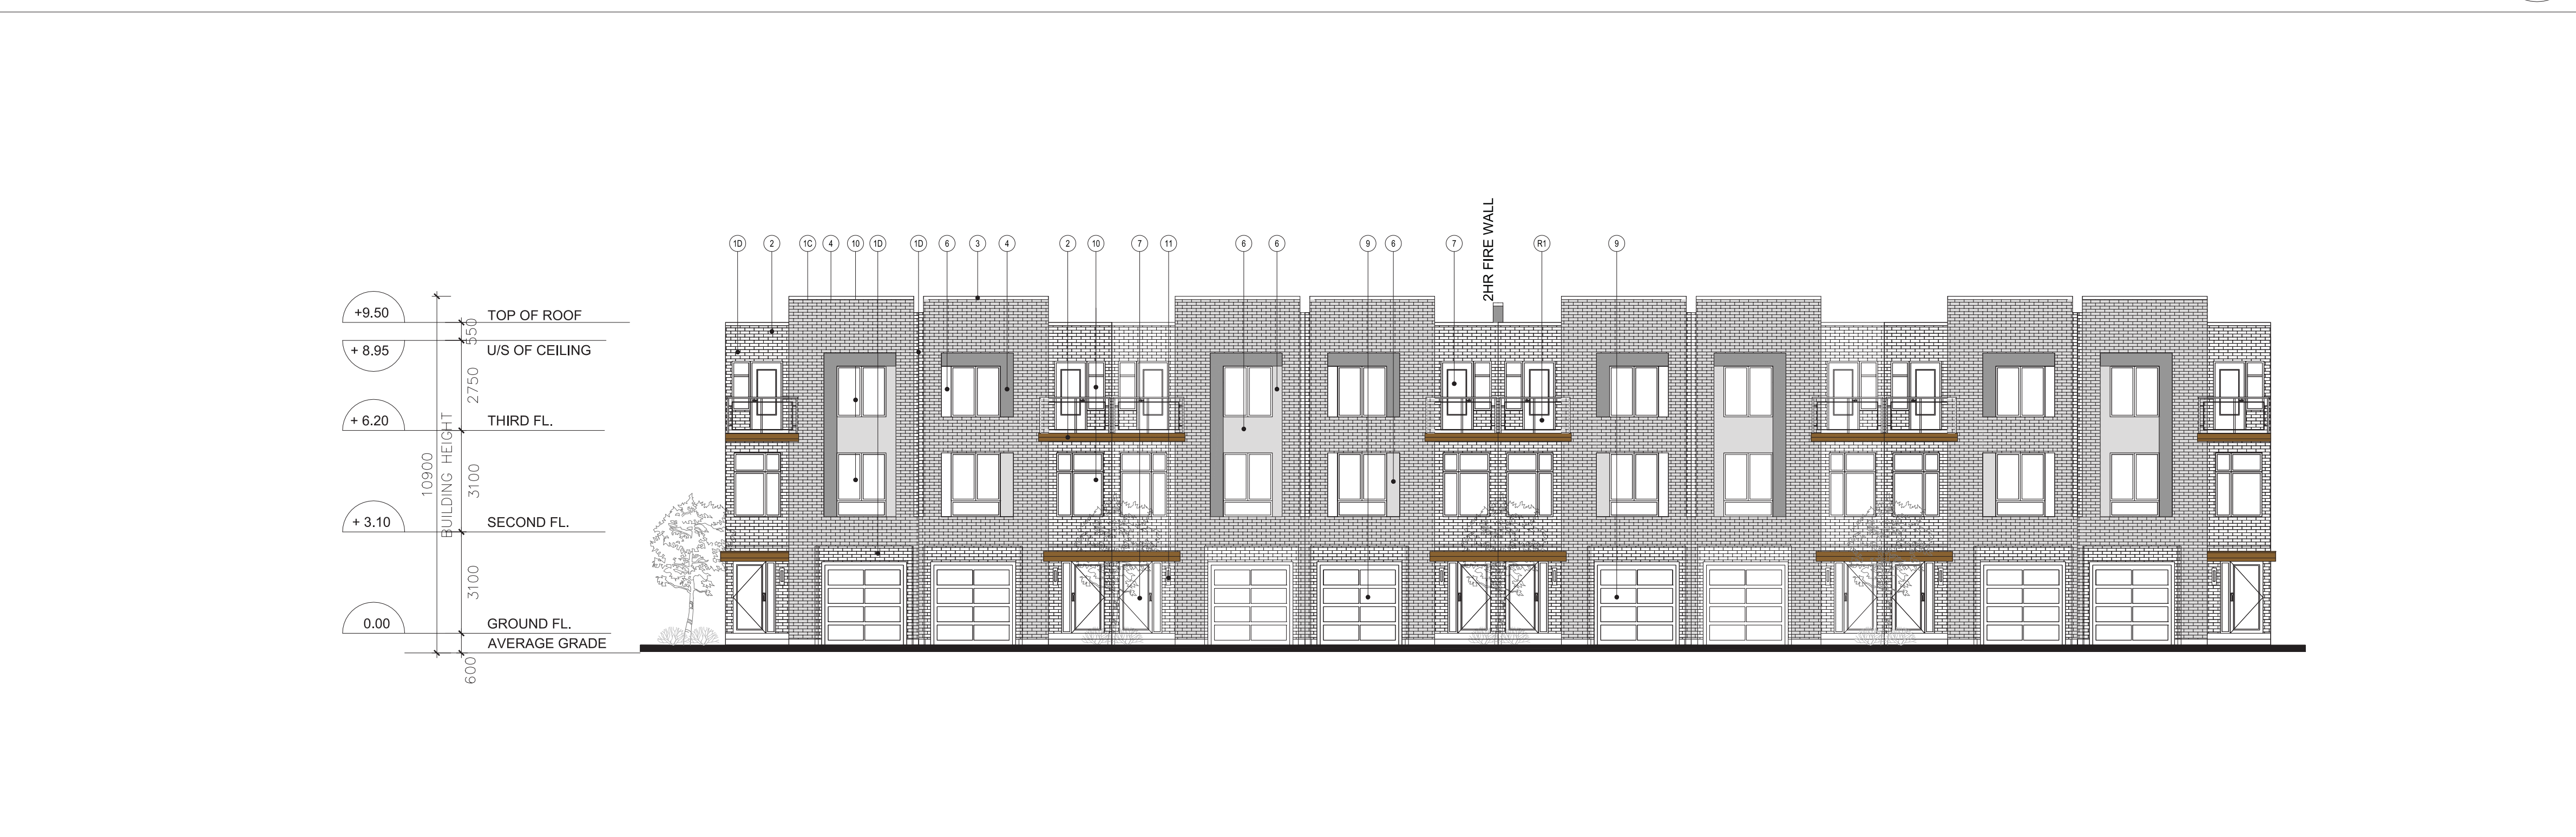 2HR FIRE WALL
1D 2 1C 4 10 1D 1D 6 3 4 2 10 7 11 6 6 9 6 7 R1 9
+9.50 TOP OF ROOF
550
+ 8.95 U/S OF CEILING
2750
+ 6.20 THIRD FL.
10900
BUILDING HEIGHT
3100
+ 3.10 SECOND FL.
3100
0.00 GROUND FL.
AVERAGE GRADE
600